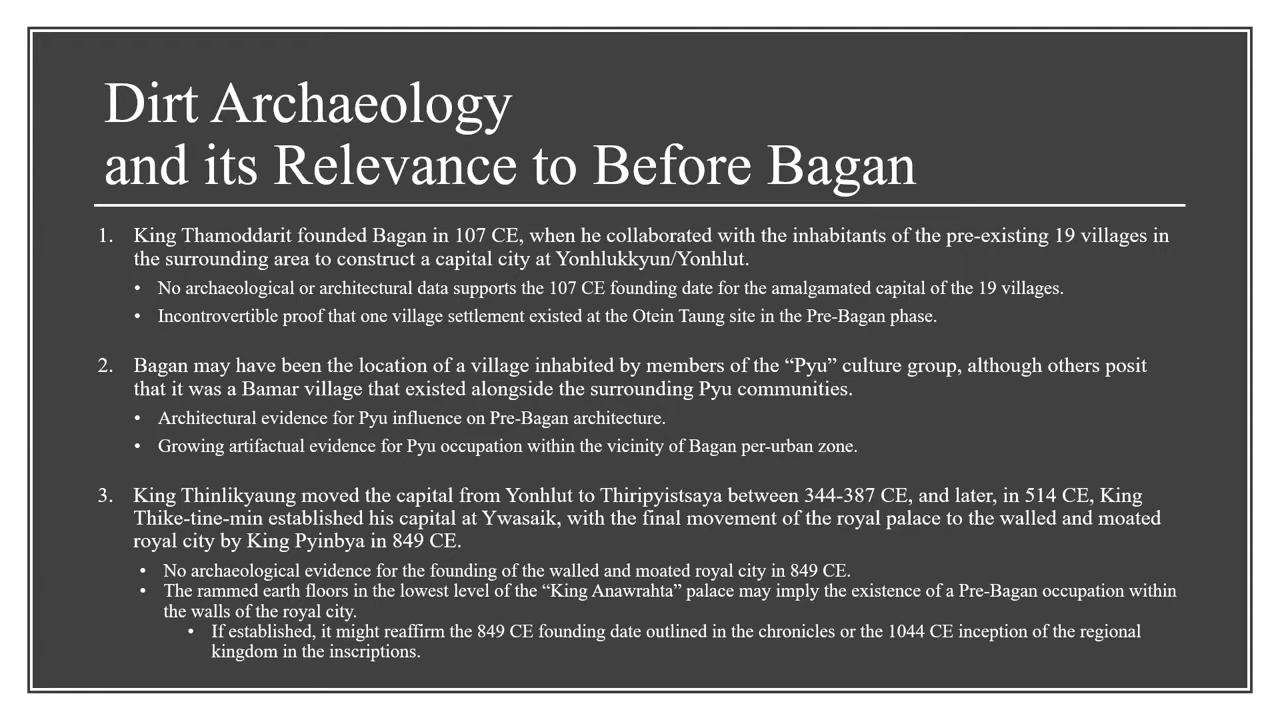 Dirt Archaeology
and its Relevance to Before Bagan
1. King Thamoddarit founded Bagan in 107 CE, when he collaborated with the inhabitants of the pre-existing 19 villages in
the surrounding area to construct a capital city at Yonhlukkyun/Yonhlut.
• No archaeological or architectural data supports the 107 CE founding date for the amalgamated capital of the 19 villages.
• Incontrovertible proof that one village settlement existed at the Otein Taung site in the Pre-Bagan phase.
2. Bagan may have been the location of a village inhabited by members of the “Pyu” culture group, although others posit
that it was a Bamar village that existed alongside the surrounding Pyu communities.
• Architectural evidence for Pyu influence on Pre-Bagan architecture.
• Growing artifactual evidence for Pyu occupation within the vicinity of Bagan per-urban zone.
3. King Thinlikyaung moved the capital from Yonhlut to Thiripyistsaya between 344-387 CE, and later, in 514 CE, King
Thike-tine-min established his capital at Ywasaik, with the final movement of the royal palace to the walled and moated
royal city by King Pyinbya in 849 CE.
• No archaeological evidence for the founding of the walled and moated royal city in 849 CE.
• The rammed earth floors in the lowest level of the “King Anawrahta” palace may imply the existence of a Pre-Bagan occupation within
the walls of the royal city.
• If established, it might reaffirm the 849 CE founding date outlined in the chronicles or the 1044 CE inception of the regional
kingdom in the inscriptions.